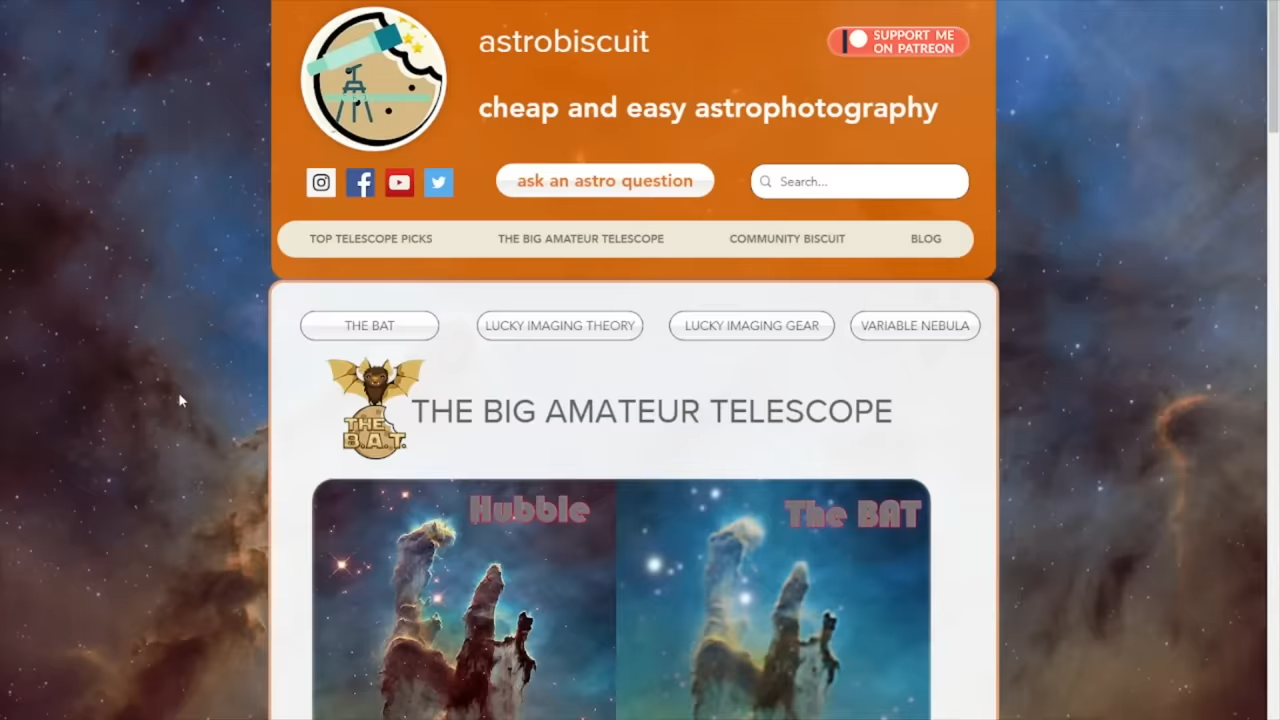 astrobiscuit
SUPPORT ME
ON PATREON
cheap and easy astrophotography
ask an astro question
Search...
TOP TELESCOPE PICKS
THE BIG AMATEUR TELESCOPE
COMMUNITY BISCUIT
BLOG
THE BAT
LUCKY IMAGING THEORY
LUCKY IMAGING GEAR
VARIABLE NEBULA
THE
B.A.T.
THE BIG AMATEUR TELESCOPE
Hubble
The BAT